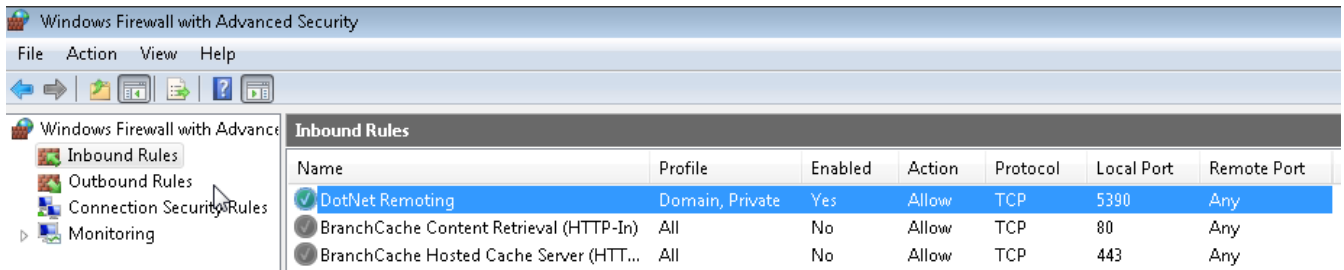 Windows Firewall with Advanced Security
File Action View Help
Windows Firewall with Advance
Inbound Rules
Outbound Rules
Connection Security Rules
Monitoring
Inbound Rules
Name Profile Enabled Action Protocol Local Port Remote Port
DotNet Remoting Domain, Private Yes Allow TCP 5390 Any
BranchCache Content Retrieval (HTTP-In) All No Allow TCP 80 Any
BranchCache Hosted Cache Server (HTT... All No Allow TCP 443 Any